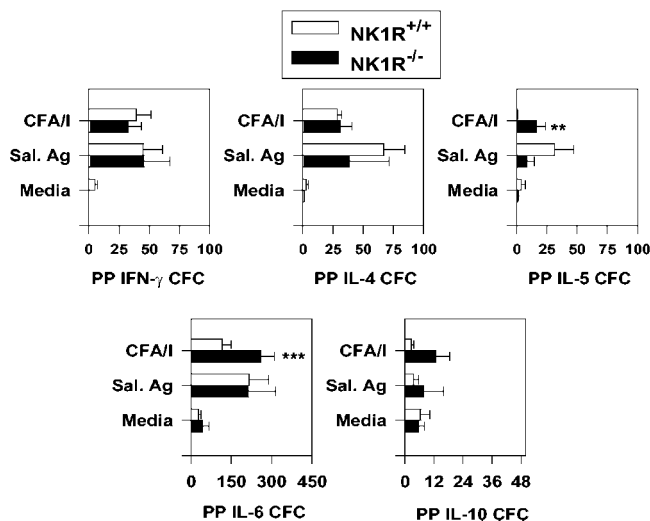 NK1R+/+
NK1R-/-
CFA/I
Sal. Ag
Media
0 25 50 75 100
PP IFN-γ CFC
CFA/I
Sal. Ag
Media
0 25 50 75 100
PP IL-4 CFC
CFA/I
**
Sal. Ag
Media
0 25 50 75 100
PP IL-5 CFC
CFA/I
***
Sal. Ag
Media
0 150 300 450
PP IL-6 CFC
CFA/I
Sal. Ag
Media
0 12 24 36 48
PP IL-10 CFC